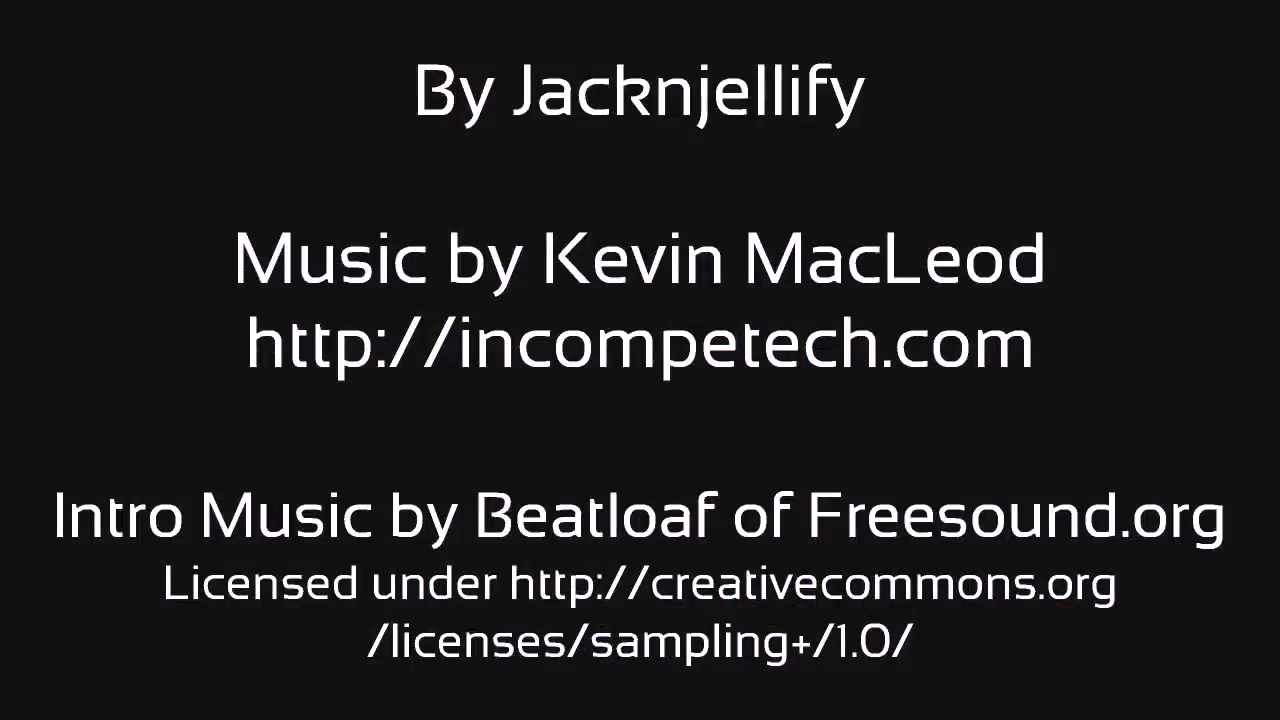 By Jacknjellify
Music by Kevin MacLeod
http://incompetech.com
Intro Music by Beatloaf of Freesound.org
Licensed under http://creativecommons.org
/licenses/sampling+/1.0/